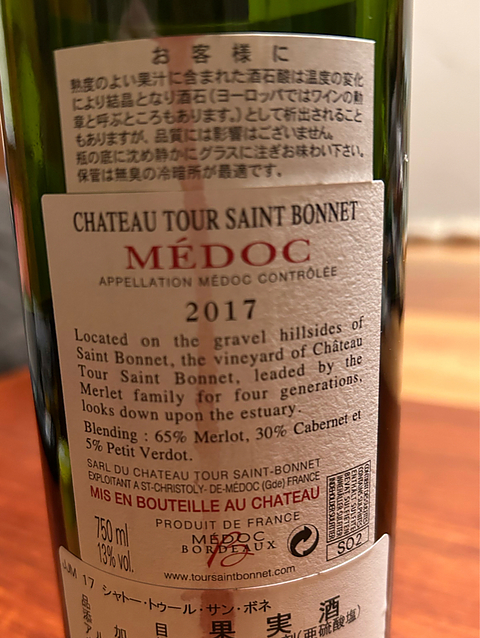 お客様に
熟度のよい果汁に含まれた酒石酸は温度の変化
により結晶となり酒石(ヨーロッパではワインの勲
章と呼ぶところもあります。)として析出されること
もありますが、品質には影響はございません。
瓶の底に沈め静かにグラスに注ぎお味わい下さい。
保管は無臭の冷暗所が最適です。
CHATEAU TOUR SAINT BONNET
MÉDOC
APPELLATION MÉDOC CONTRÔLÉE
2017
Located on the gravel hillsides of
Saint Bonnet, the vineyard of Château
Tour Saint Bonnet, leaded by the
Merlet family for four generations,
looks down upon the estuary.
Blending : 65% Merlot, 30% Cabernet et
5% Petit Verdot.
SARL DU CHATEAU TOUR SAINT-BONNET
EXPLOITANT A ST-CHRISTOLY- DE-MÉDOC (Gde) FRANCE
MIS EN BOUTEILLE AU CHATEAU
PRODUIT DE FRANCE
750 ml
13% vol.
MÉDOC
BORDEAUX
SO2
www.toursaintbonnet.com
JM 17 シャトー・トゥール・サン・ボネ
果実酒
(亜硫酸塩)